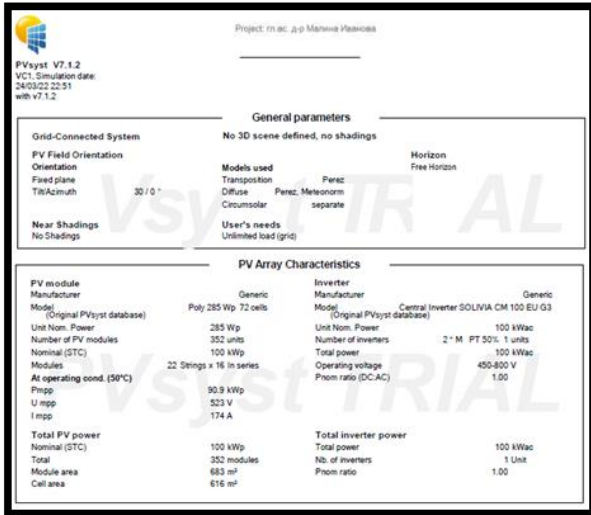 Project: гл.ас. д-р Малина Иванова
PVsyst V7.1.2
VC1, Simulation date:
24/03/22 22:51
with v7.1.2
General parameters
Grid-Connected System No 3D scene defined, no shadings
PV Field Orientation
Orientation Models used Horizon
Fixed plane Transposition Perez Free Horizon
Tilt/Azimuth 30 / 0 ° Diffuse Perez, Meteonorm
Circumsolar separate
Near Shadings User's needs
No Shadings Unlimited load (grid)
PV Array Characteristics
PV module Inverter
Manufacturer Generic Manufacturer Generic
Model Poly 285 Wp 72 cells Model Central Inverter SOLIVIA CM 100 EU G3
(Original PVsyst database) (Original PVsyst database)
Unit Nom. Power 285 Wp Unit Nom. Power 100 kWac
Number of PV modules 352 units Number of inverters 2 * M PT 50% 1 units
Nominal (STC) 100 kWp Total power 100 kWac
Modules 22 Strings x 16 In series Operating voltage 450-800 V
At operating cond. (50°C) Pnom ratio (DC:AC) 1.00
Pmpp 90.9 kWp
U mpp 523 V
I mpp 174 A
Total PV power Total inverter power
Nominal (STC) 100 kWp Total power 100 kWac
Total 352 modules Nb. of inverters 1 Unit
Module area 683 m² Pnom ratio 1.00
Cell area 616 m²
PVsyst TRIAL